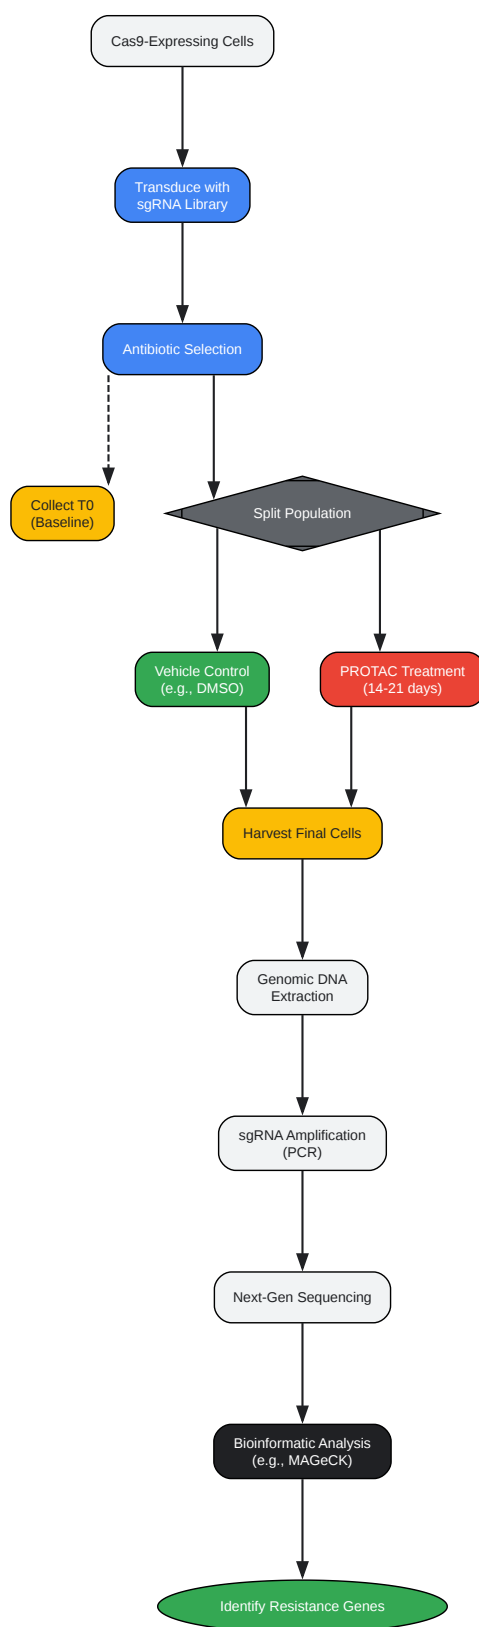 Cas9-Expressing Cells
Transduce with
sgRNA Library
Antibiotic Selection
Collect T0
(Baseline)
Split Population
Vehicle Control
(e.g., DMSO)
PROTAC Treatment
(14-21 days)
Harvest Final Cells
Genomic DNA
Extraction
sgRNA Amplification
(PCR)
Next-Gen Sequencing
Bioinformatic Analysis
(e.g., MAGeCK)
Identify Resistance Genes